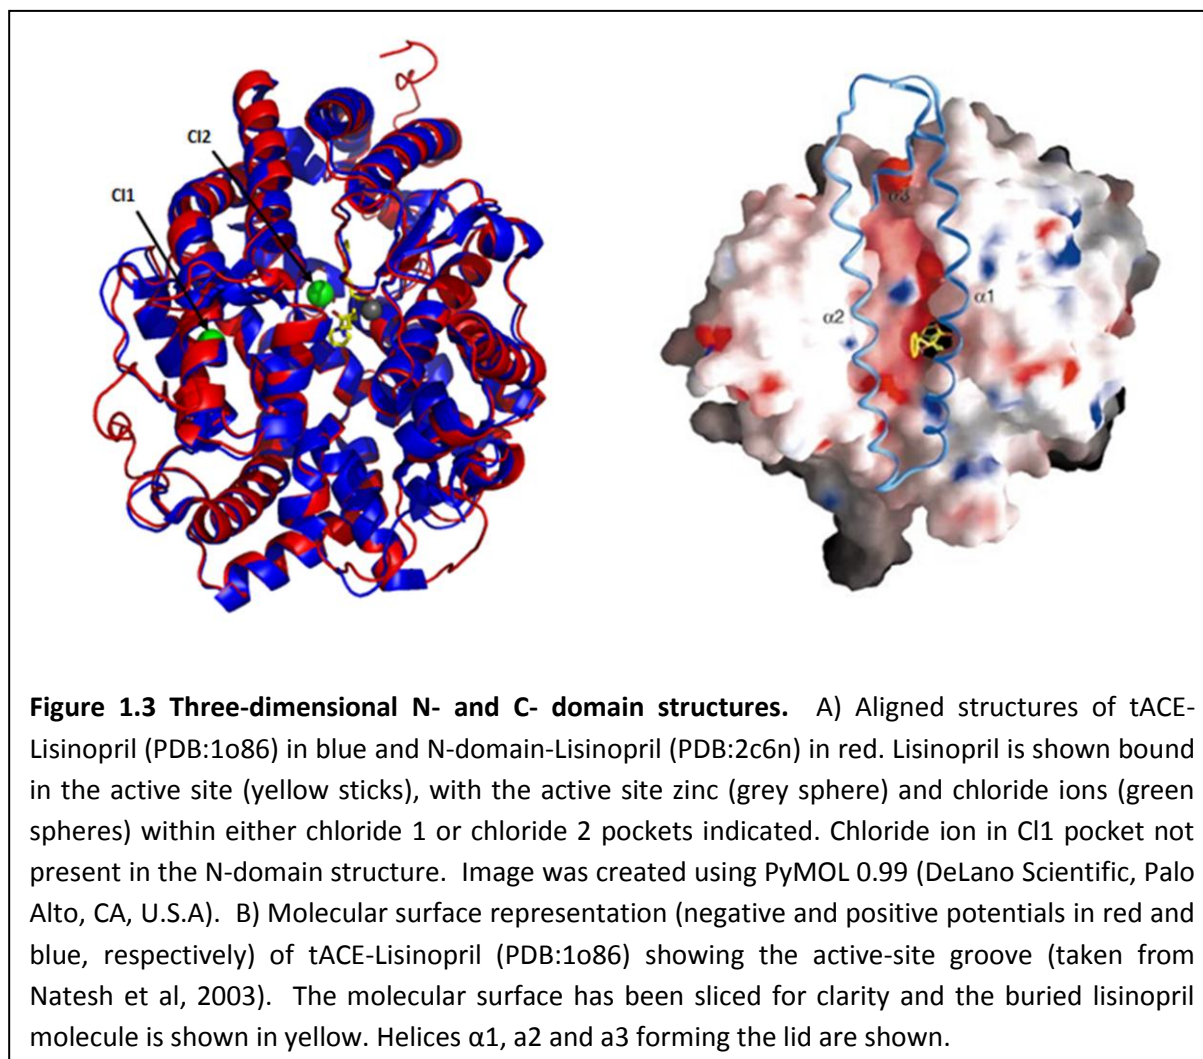 Cl2
Cl1
α3
α1
α2
Figure 1.3 Three-dimensional N- and C- domain structures. A) Aligned structures of tACE-
Lisinopril (PDB:1o86) in blue and N-domain-Lisinopril (PDB:2c6n) in red. Lisinopril is shown bound
in the active site (yellow sticks), with the active site zinc (grey sphere) and chloride ions (green
spheres) within either chloride 1 or chloride 2 pockets indicated. Chloride ion in Cl1 pocket not
present in the N-domain structure. Image was created using PyMOL 0.99 (DeLano Scientific, Palo
Alto, CA, U.S.A). B) Molecular surface representation (negative and positive potentials in red and
blue, respectively) of tACE-Lisinopril (PDB:1o86) showing the active-site groove (taken from
Natesh et al, 2003). The molecular surface has been sliced for clarity and the buried lisinopril
molecule is shown in yellow. Helices α1, a2 and a3 forming the lid are shown.